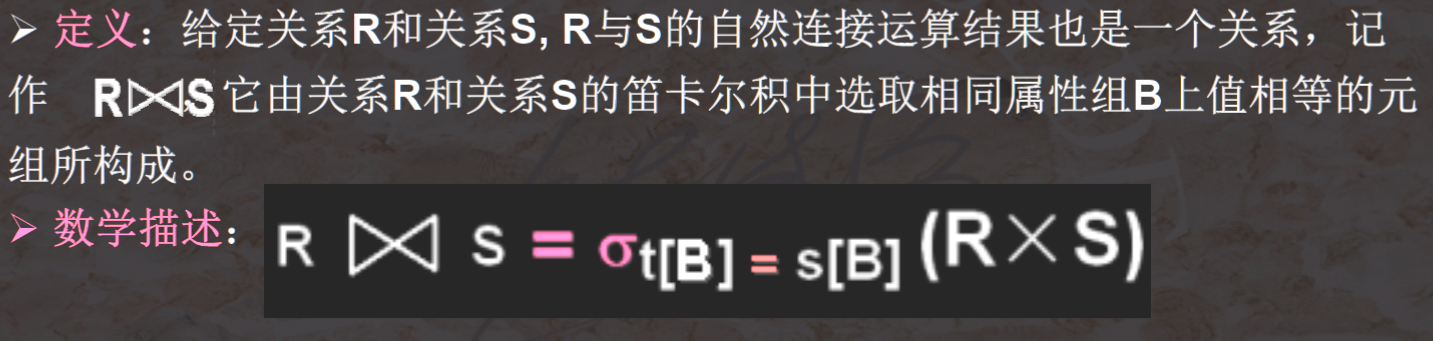 ➢ 定义：给定关系R和关系S, R与S的自然连接运算结果也是一个关系，记
作 R⋈S 它由关系R和关系S的笛卡尔积中选取相同属性组B上值相等的元
组所构成。
➢ 数学描述： R ⋈ S = σt[B] = s[B] (R×S)